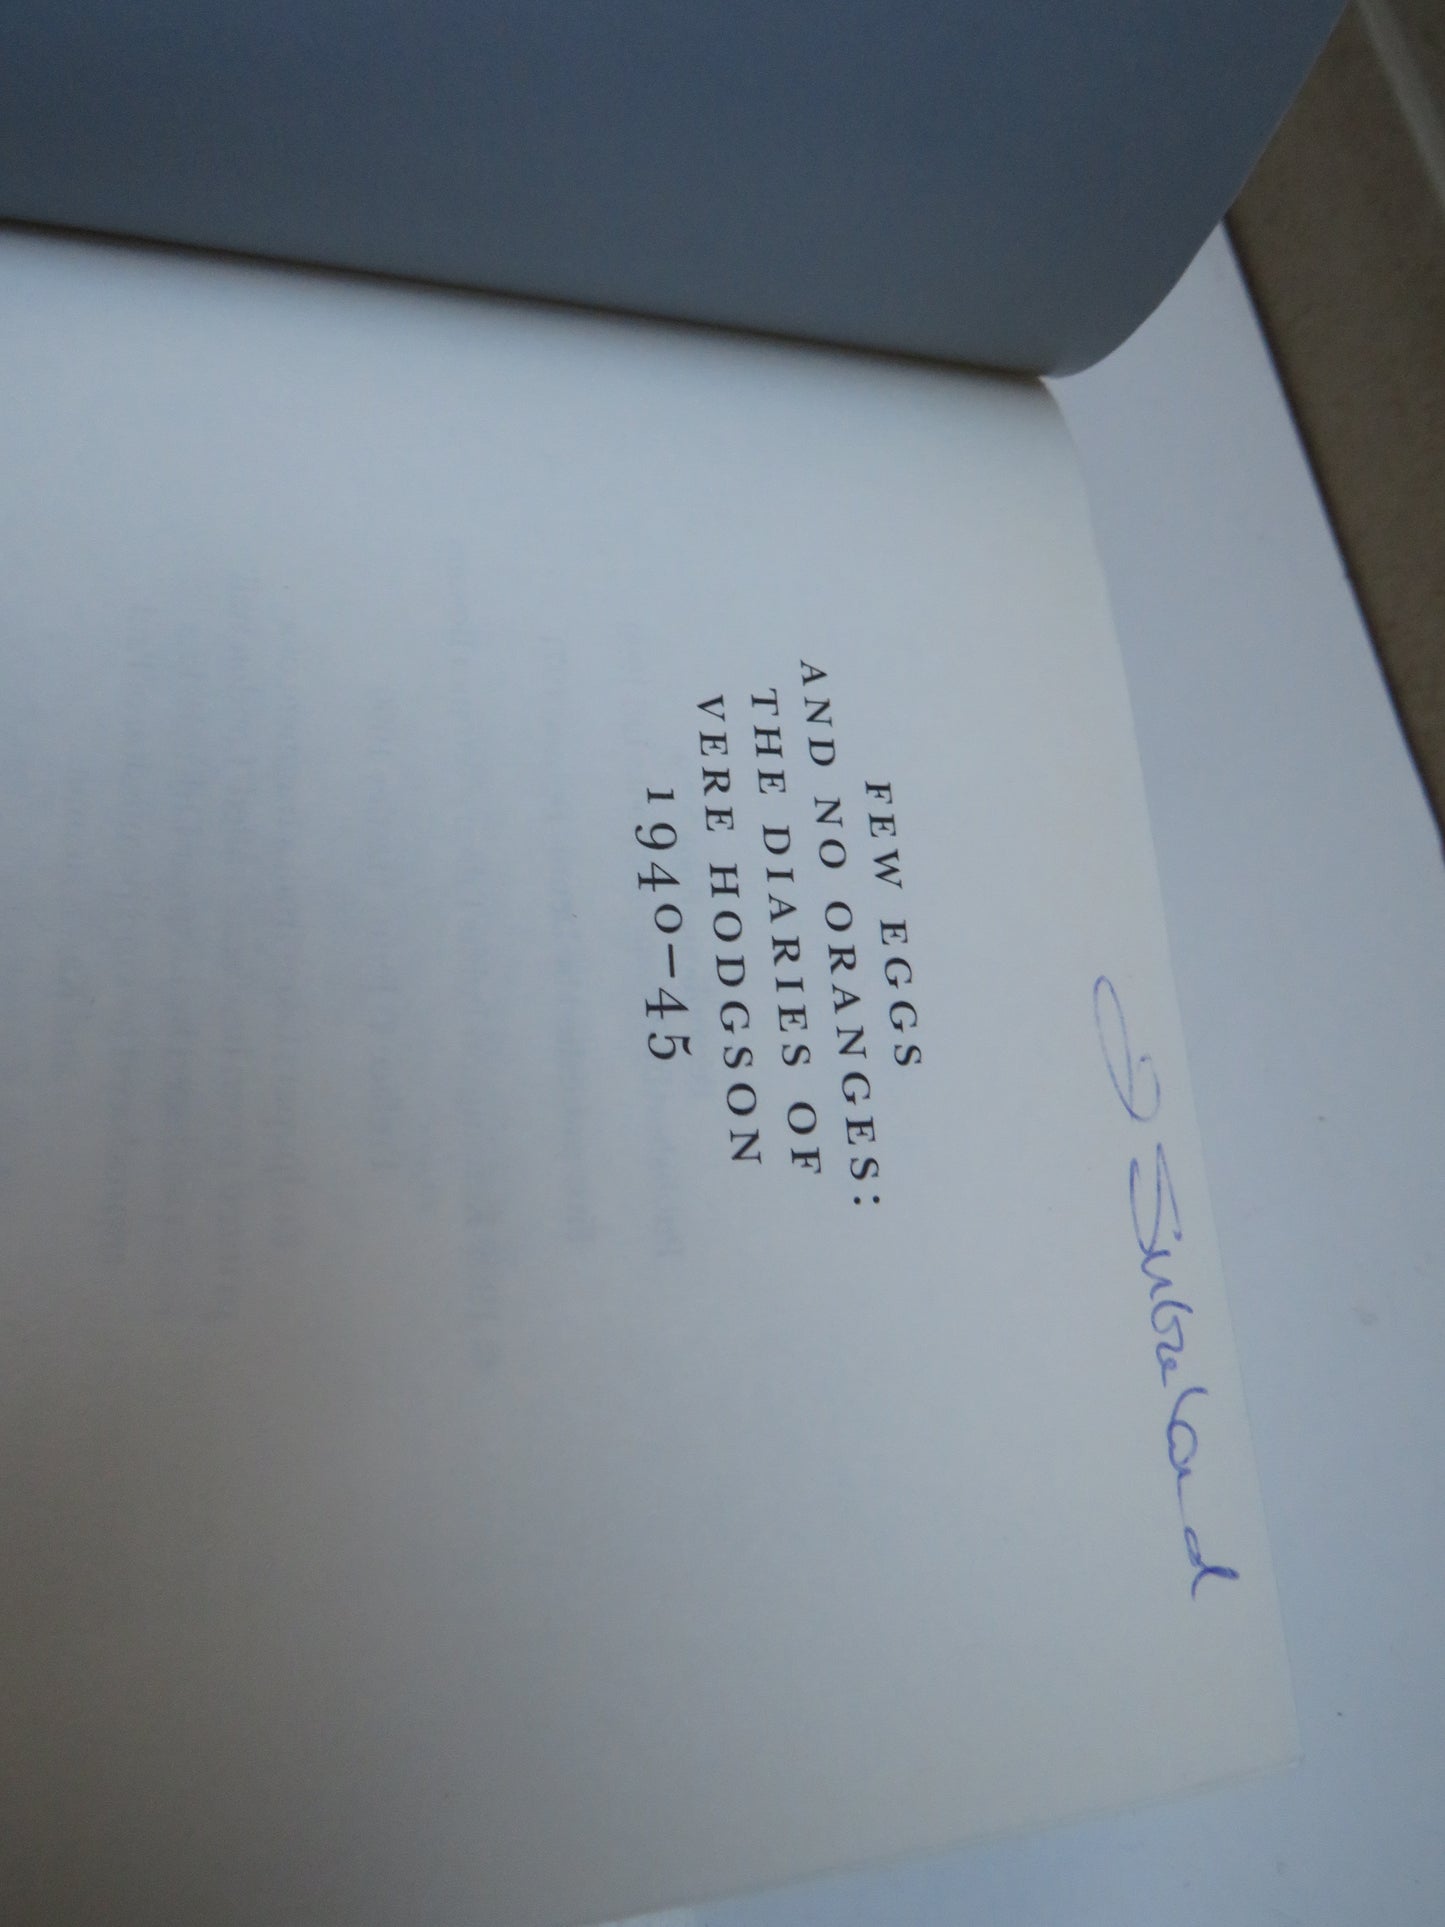 FEW EGGS
AND NO ORANGES:
THE DIARIES OF
VERE HODGSON
1940–45